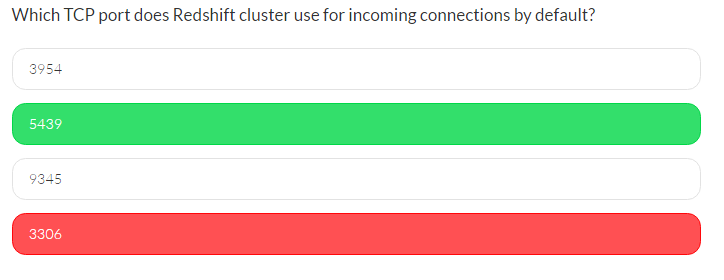 Which TCP port does Redshift cluster use for incoming connections by default?
3954
5439
9345
3306